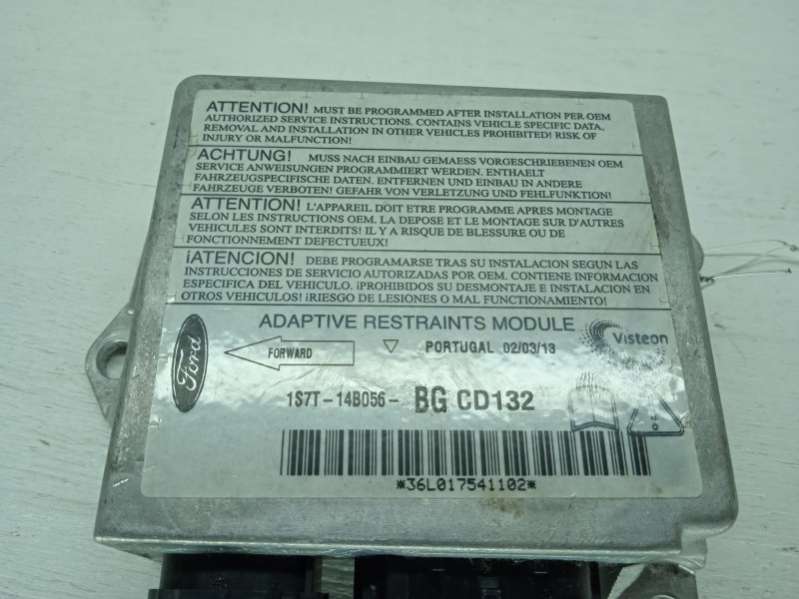 ATTENTION! MUST BE PROGRAMMED AFTER INSTALLATION PER OEM
AUTHORIZED SERVICE INSTRUCTIONS. CONTAINS VEHICLE SPECIFIC DATA,
REMOVAL AND INSTALLATION IN OTHER VEHICLES PROHIBITED! RISK OF
INJURY OR MALFUNCTION!
ACHTUNG! MUSS NACH EINBAU GEMAESS VORGESCHRIEBENEN OEM
SERVICE ANWEISUNGEN PROGRAMMIERT WERDEN. ENTHAELT
FAHRZEUGSPECIFISCHE DATEN. ENTFERNEN UND EINBAU IN ANDERE
FAHRZEUGE VERBOTEN! GEFAHR VON VERLETZUNG UND FEHLFUNKTION!
ATTENTION! L'APPAREIL DOIT ETRE PROGRAMME APRES MONTAGE
SELON LES INSTRUCTIONS OEM. LA DEPOSE ET LE MONTAGE SUR D'AUTRES
VEHICULES SONT INTERDITS! IL Y A RISQUE DE BLESSURE OU DE
FONCTIONNEMENT DEFECTUEUX!
¡ATENCION! DEBE PROGRAMARSE TRAS SU INSTALACION SEGUN LAS
INSTRUCCIONES DE SERVICIO AUTORIZADAS POR OEM. CONTIENE INFORMACION
ESPECIFICA DEL VEHICULO. ¡PROHIBIDOS SU DESMONTAJE E INSTALACION EN
OTROS VEHICULOS! ¡RIESGO DE LESIONES O MAL FUNCIONAMIENTO!
ADAPTIVE RESTRAINTS MODULE
Ford FORWARD PORTUGAL 02/03/13 Visteon
1S7T-14B056- BG CD132
*36L017541102*